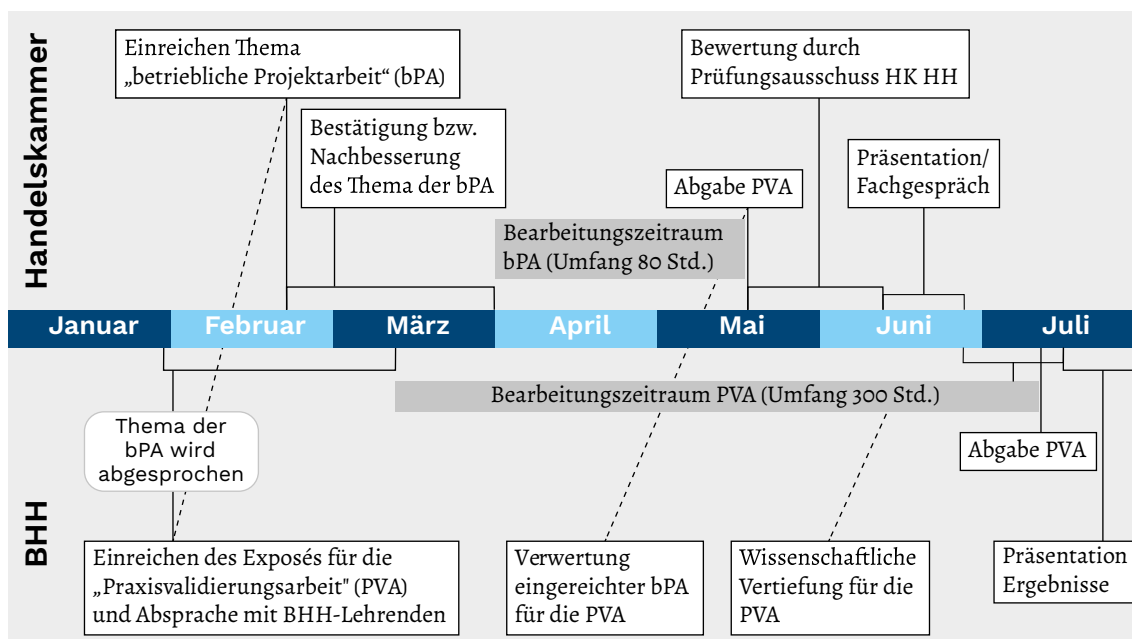 Handelskammer
Einreichen Thema
„betriebliche Projektarbeit“ (bPA)
Bestätigung bzw.
Nachbesserung
des Thema der bPA
Bewertung durch
Prüfungsausschuss HK HH
Abgabe PVA
Präsentation/
Fachgespräch
Bearbeitungszeitraum
bPA (Umfang 80 Std.)
Januar
Februar
März
April
Mai
Juni
Juli
BHH
Bearbeitungszeitraum PVA (Umfang 300 Std.)
Thema der
bPA wird
abgesprochen
Abgabe PVA
Einreichen des Exposés für die
„Praxisvalidierungsarbeit" (PVA)
und Absprache mit BHH-Lehrenden
Verwertung
eingereichter bPA
für die PVA
Wissenschaftliche
Vertiefung für die
PVA
Präsentation
Ergebnisse